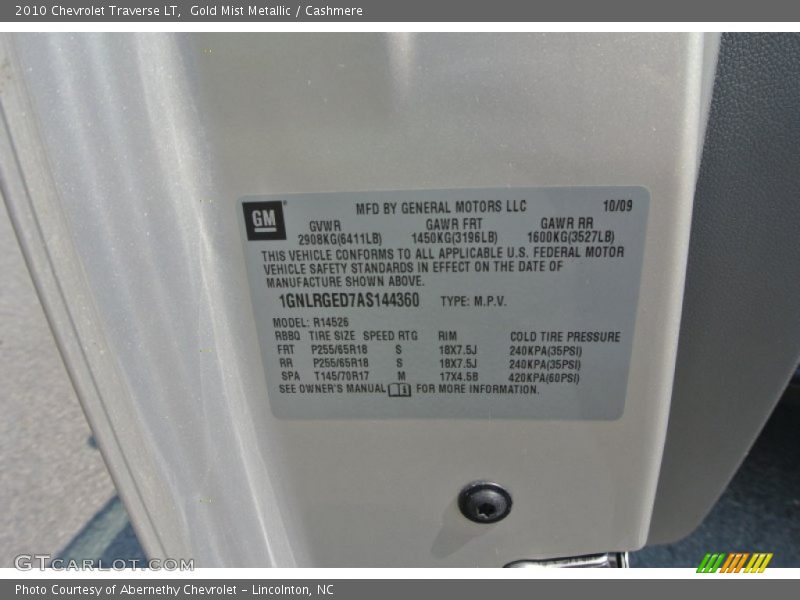 2010 Chevrolet Traverse LT, Gold Mist Metallic / Cashmere
GM
MFD BY GENERAL MOTORS LLC 10/09
GVWR GAWR FRT GAWR RR
2908KG(6411LB) 1450KG(3196LB) 1600KG(3527LB)
THIS VEHICLE CONFORMS TO ALL APPLICABLE U.S. FEDERAL MOTOR
VEHICLE SAFETY STANDARDS IN EFFECT ON THE DATE OF
MANUFACTURE SHOWN ABOVE.
1GNLRGED7AS144360 TYPE: M.P.V.
MODEL: R14526
RBBQ TIRE SIZE SPEED RTG RIM COLD TIRE PRESSURE
FRT P255/65R18 S 18X7.5J 240KPA(35PSI)
RR P255/65R18 S 18X7.5J 240KPA(35PSI)
SPA T145/70R17 M 17X4.5B 420KPA(60PSI)
SEE OWNER'S MANUAL FOR MORE INFORMATION.
GTCARLOT.COM
Photo Courtesy of Abernethy Chevrolet – Lincolnton, NC